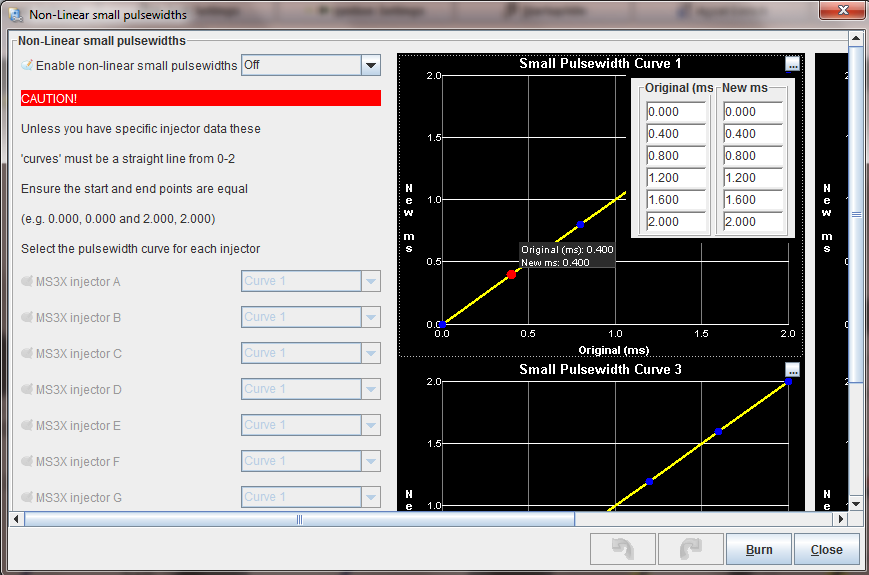 Non-Linear small pulsewidths
Non-Linear small pulsewidths
Enable non-linear small pulsewidths Off
CAUTION!
Unless you have specific injector data these
'curves' must be a straight line from 0-2
Ensure the start and end points are equal
(e.g. 0.000, 0.000 and 2.000, 2.000)
Select the pulsewidth curve for each injector
MS3X injector A Curve 1
MS3X injector B Curve 1
MS3X injector C Curve 1
MS3X injector D Curve 1
MS3X injector E Curve 1
MS3X injector F Curve 1
MS3X injector G Curve 1
Small Pulsewidth Curve 1
...
2.0
1.5
1.0
0.5
0.0
New ms
0.0 0.5 1.0 1.5 2.0
Original (ms)
Original (ms New ms
0.000 0.000
0.400 0.400
0.800 0.800
1.200 1.200
1.600 1.600
2.000 2.000
Original (ms): 0.400
New ms: 0.400
Small Pulsewidth Curve 3
...
2.0
1.5
1.0
Ne
New ms
Ne
Burn Close